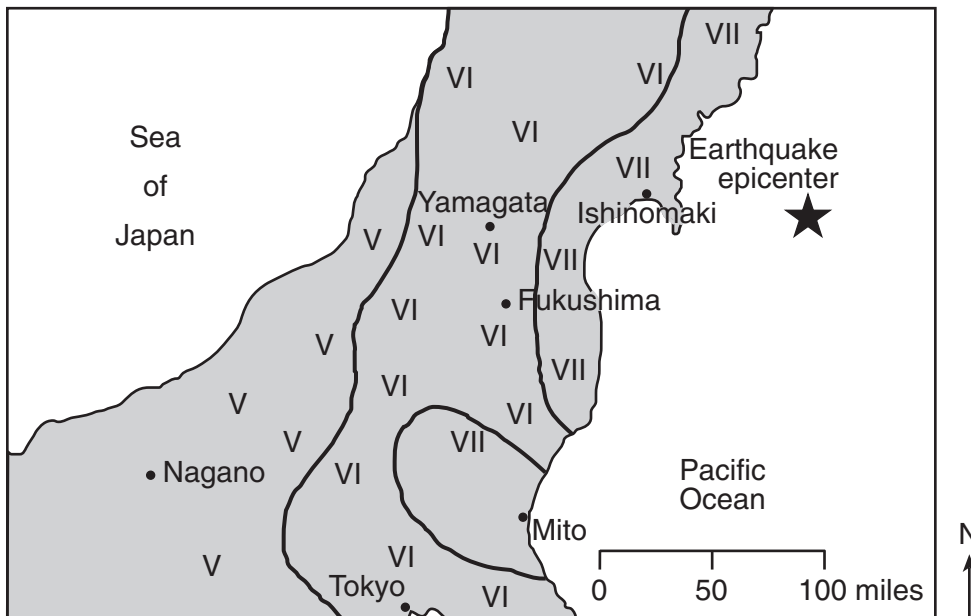 VII
VI
VI
Sea
of
Japan
Earthquake
epicenter
VII
Yamagata
Ishinomaki
V
VI
VI
VII
Fukushima
VI
VI
V
VII
VI
V
VI
V
VII
Nagano
VI
Pacific
Ocean
Mito
N
VI
V
Tokyo
VI
0
50
100 miles